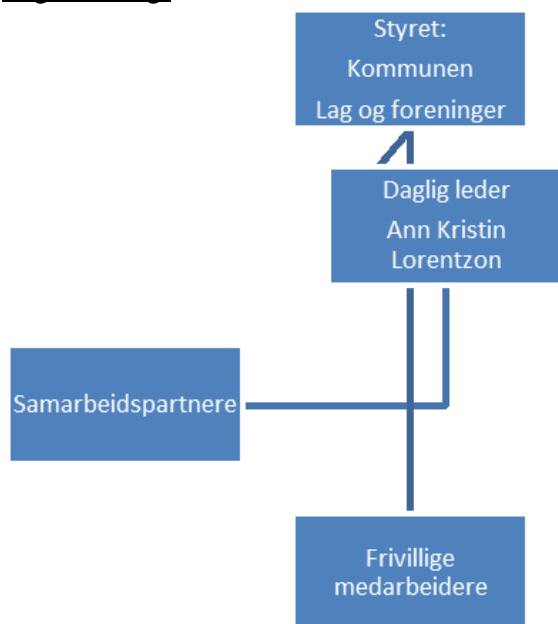 Styret:
Kommunen
Lag og foreninger
Daglig leder
Ann Kristin
Lorentzon
Samarbeidspartnere
Frivillige
medarbeidere